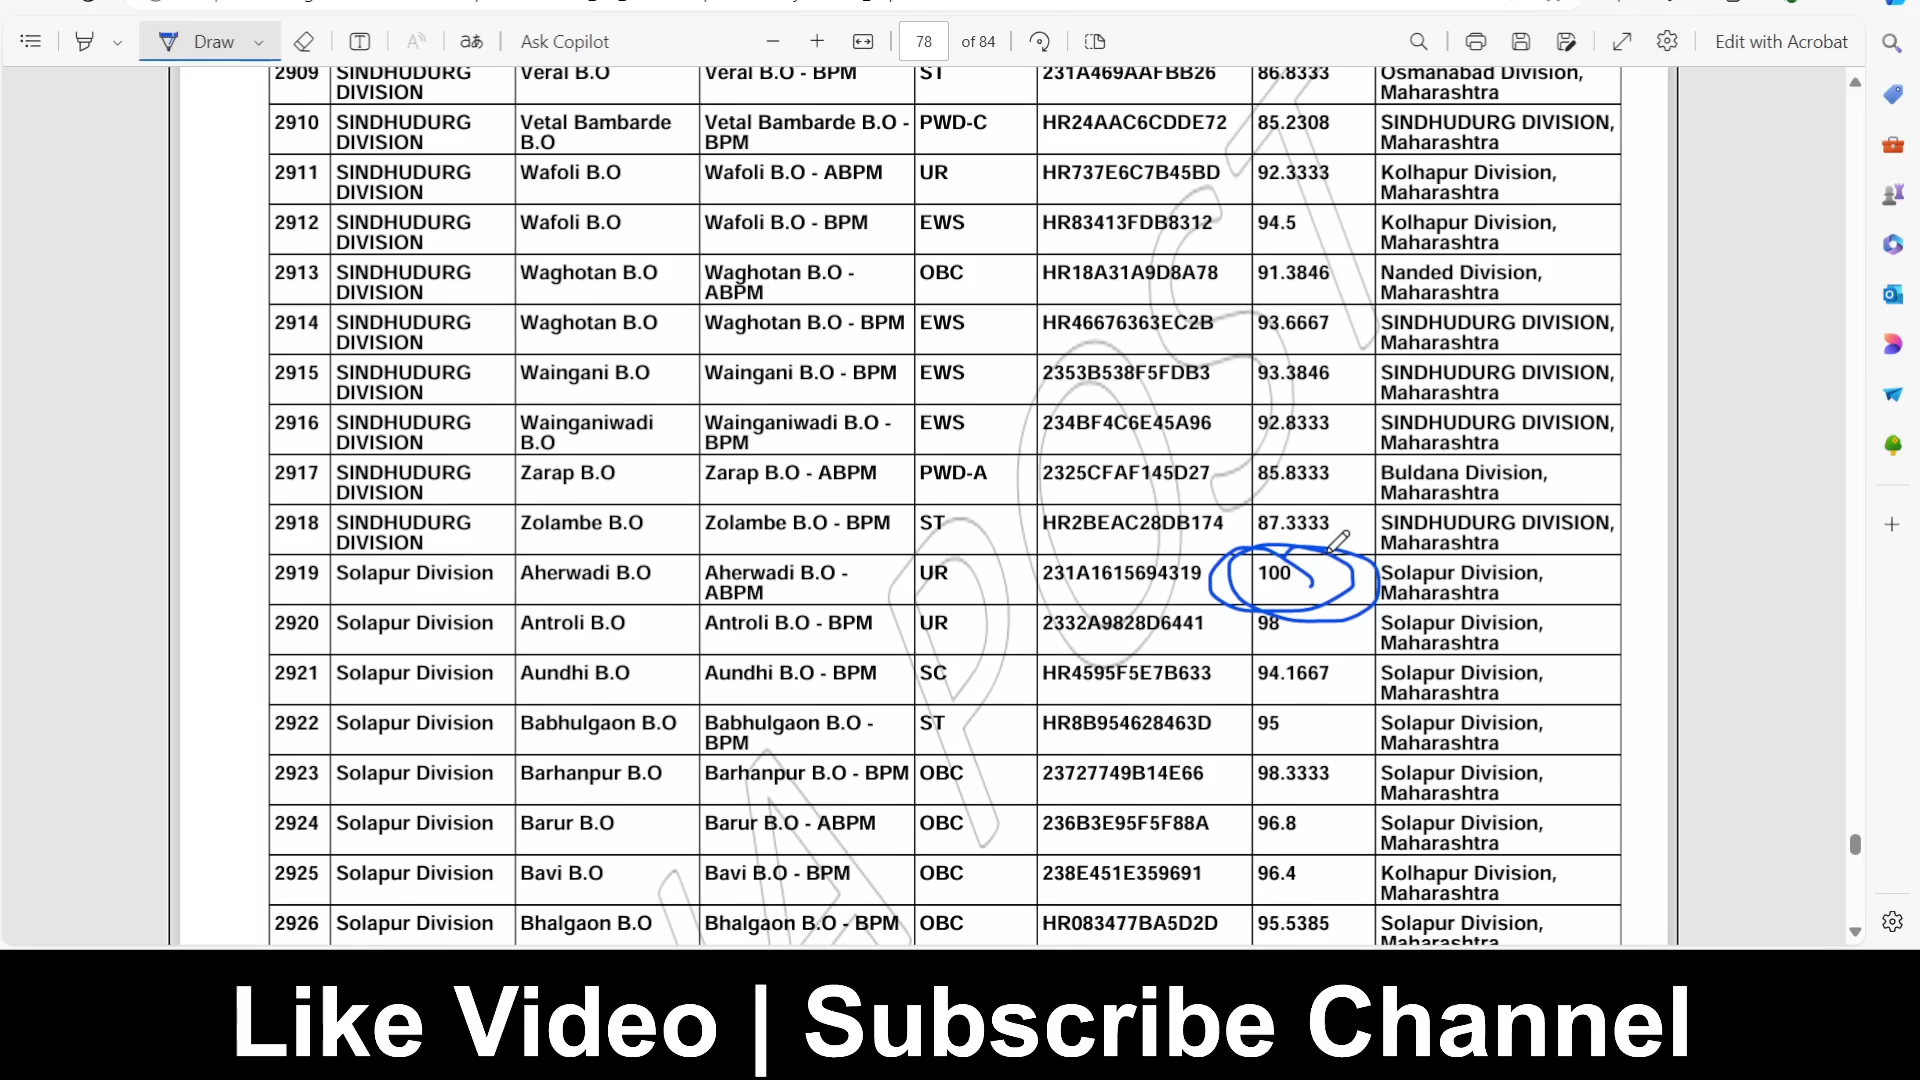 Draw
Ask Copilot
78 of 84
Edit with Acrobat
2909 SINDHUDURG DIVISION Veral B.O Veral B.O - BPM ST 231A469AAFBB26 86.8333 Osmanabad Division, Maharashtra
2910 SINDHUDURG DIVISION Vetal Bambarde B.O Vetal Bambarde B.O - BPM PWD-C HR24AAC6CDDE72 85.2308 SINDHUDURG DIVISION, Maharashtra
2911 SINDHUDURG DIVISION Wafoli B.O Wafoli B.O - ABPM UR HR737E6C7B45BD 92.3333 Kolhapur Division, Maharashtra
2912 SINDHUDURG DIVISION Wafoli B.O Wafoli B.O - BPM EWS HR83413FDB8312 94.5 Kolhapur Division, Maharashtra
2913 SINDHUDURG DIVISION Waghotan B.O Waghotan B.O - ABPM OBC HR18A31A9D8A78 91.3846 Nanded Division, Maharashtra
2914 SINDHUDURG DIVISION Waghotan B.O Waghotan B.O - BPM EWS HR46676363EC2B 93.6667 SINDHUDURG DIVISION, Maharashtra
2915 SINDHUDURG DIVISION Waingani B.O Waingani B.O - BPM EWS 2353B538F5FDB3 93.3846 SINDHUDURG DIVISION, Maharashtra
2916 SINDHUDURG DIVISION Wainganiwadi B.O Wainganiwadi B.O - BPM EWS 234BF4C6E45A96 92.8333 SINDHUDURG DIVISION, Maharashtra
2917 SINDHUDURG DIVISION Zarap B.O Zarap B.O - ABPM PWD-A 2325CFAF145D27 85.8333 Buldana Division, Maharashtra
2918 SINDHUDURG DIVISION Zolambe B.O Zolambe B.O - BPM ST HR2BEAC28DB174 87.3333 SINDHUDURG DIVISION, Maharashtra
2919 Solapur Division Aherwadi B.O Aherwadi B.O - ABPM UR 231A1615694319 100 Solapur Division, Maharashtra
2920 Solapur Division Antroli B.O Antroli B.O - BPM UR 2332A9828D6441 98 Solapur Division, Maharashtra
2921 Solapur Division Aundhi B.O Aundhi B.O - BPM SC HR4595F5E7B633 94.1667 Solapur Division, Maharashtra
2922 Solapur Division Babhulgaon B.O Babhulgaon B.O - BPM ST HR8B954628463D 95 Solapur Division, Maharashtra
2923 Solapur Division Barhanpur B.O Barhanpur B.O - BPM OBC 23727749B14E66 98.3333 Solapur Division, Maharashtra
2924 Solapur Division Barur B.O Barur B.O - ABPM OBC 236B3E95F5F88A 96.8 Solapur Division, Maharashtra
2925 Solapur Division Bavi B.O Bavi B.O - BPM OBC 238E451E359691 96.4 Kolhapur Division, Maharashtra
2926 Solapur Division Bhalgaon B.O Bhalgaon B.O - BPM OBC HR083477BA5D2D 95.5385 Solapur Division, Maharashtra
A POST
Like Video | Subscribe Channel